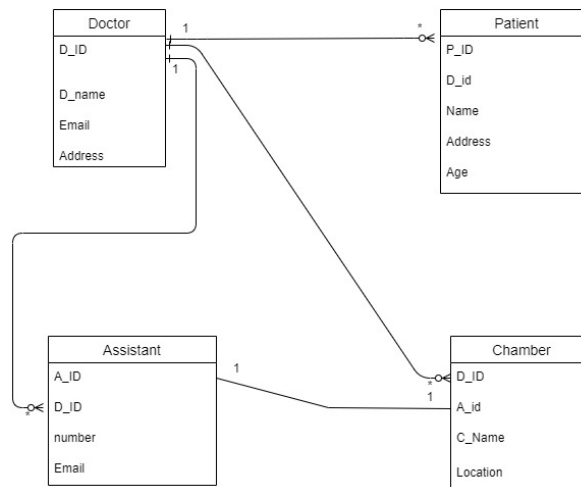 Doctor
D_ID
D_name
Email
Address
1
1
*
Patient
P_ID
D_id
Name
Address
Age
Assistant
A_ID
D_ID
number
Email
*
1
1
*
Chamber
D_ID
A_id
C_Name
Location